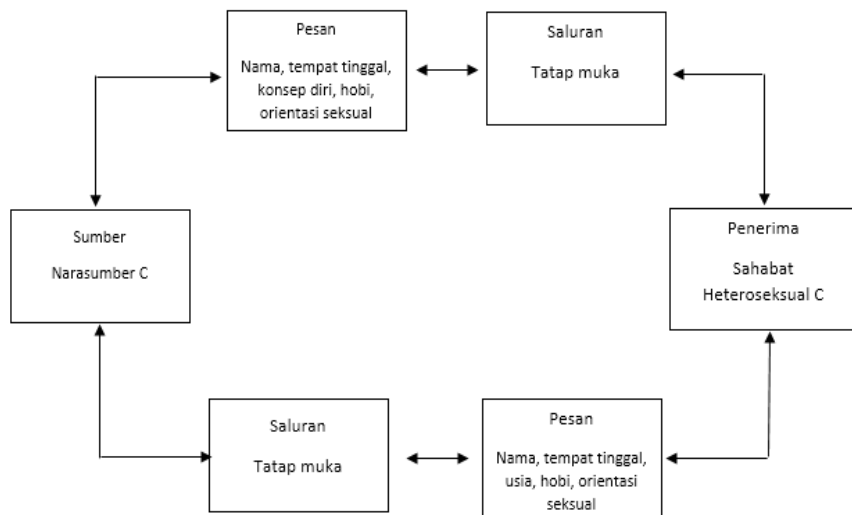 Pesan
Nama, tempat tinggal,
konsep diri, hobi,
orientasi seksual
Saluran
Tatap muka
Sumber
Narasumber C
Penerima
Sahabat
Heteroseksual C
Saluran
Tatap muka
Pesan
Nama, tempat tinggal,
usia, hobi, orientasi
seksual